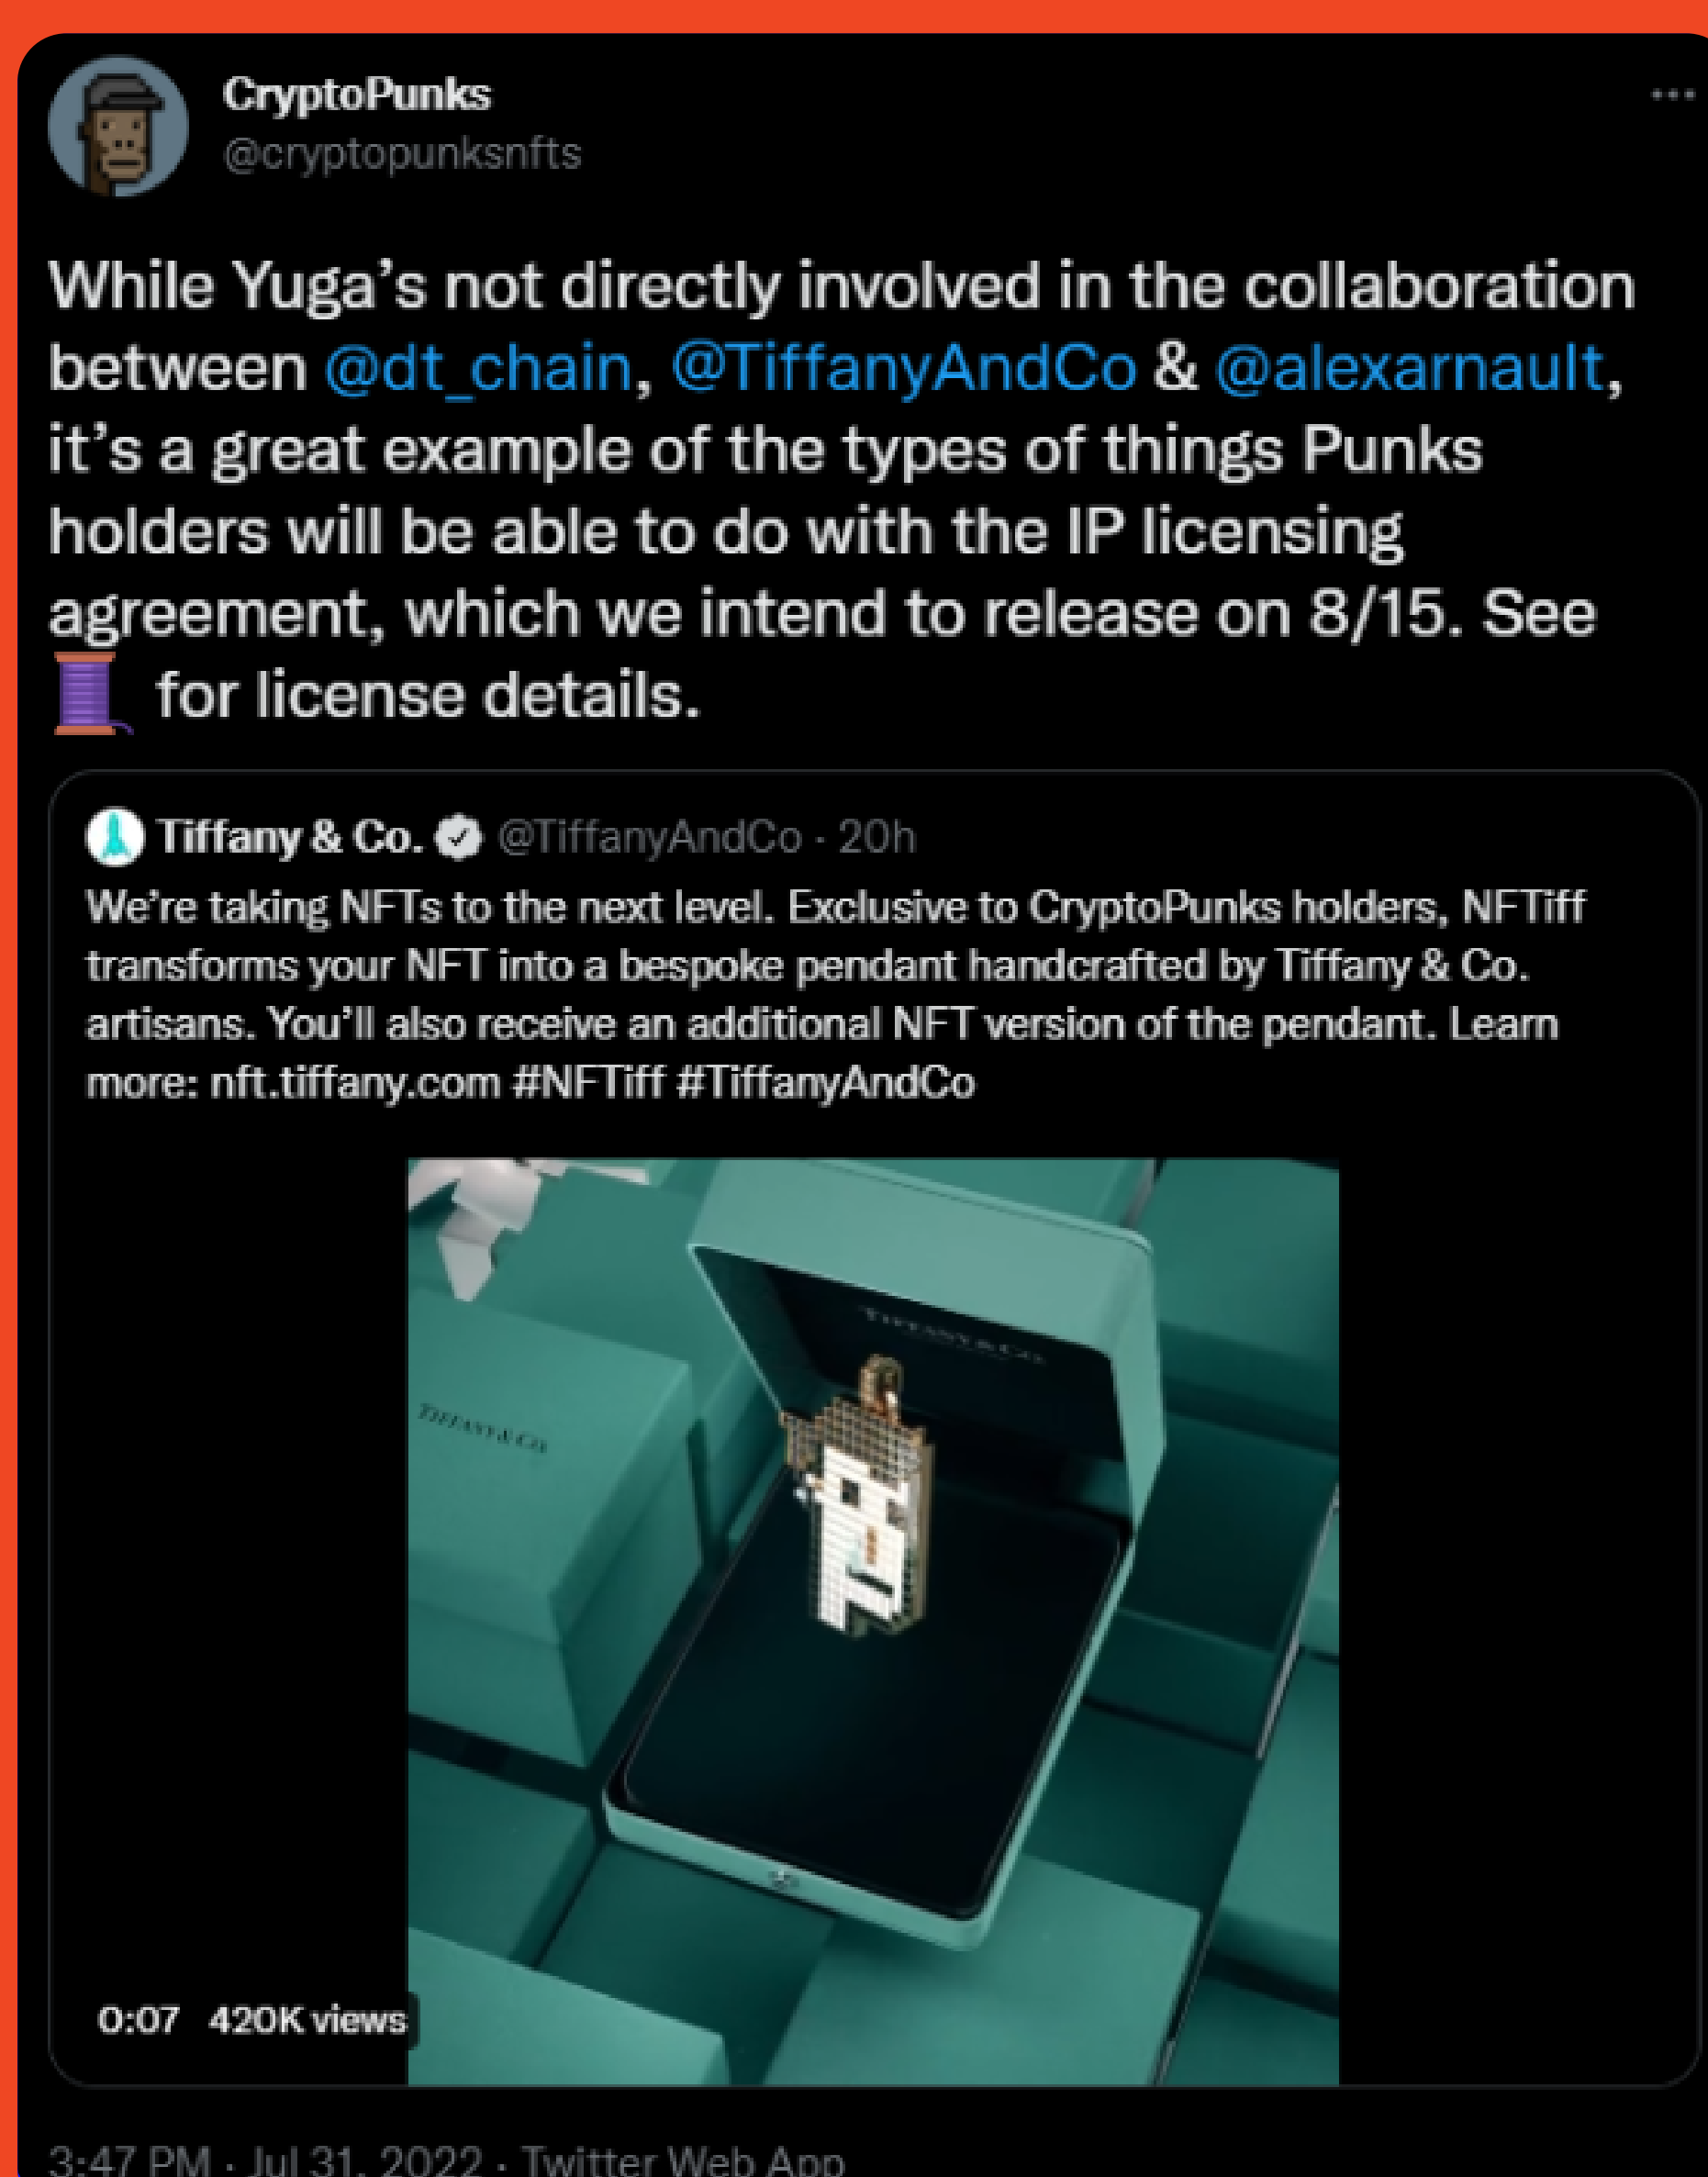 CryptoPunks
@cryptopunksnfts
While Yuga’s not directly involved in the collaboration
between @dt_chain, @TiffanyAndCo & @alexarnault,
it’s a great example of the types of things Punks
holders will be able to do with the IP licensing
agreement, which we intend to release on 8/15. See
🧵 for license details.
Tiffany & Co. @TiffanyAndCo · 20h
We’re taking NFTs to the next level. Exclusive to CryptoPunks holders, NFTiff
transforms your NFT into a bespoke pendant handcrafted by Tiffany & Co.
artisans. You’ll also receive an additional NFT version of the pendant. Learn
more: nft.tiffany.com #NFTiff #TiffanyAndCo
TIFFANY & CO.
TIFFANY & CO.
0:07 420K views
3:47 PM · Jul 31, 2022 · Twitter Web App